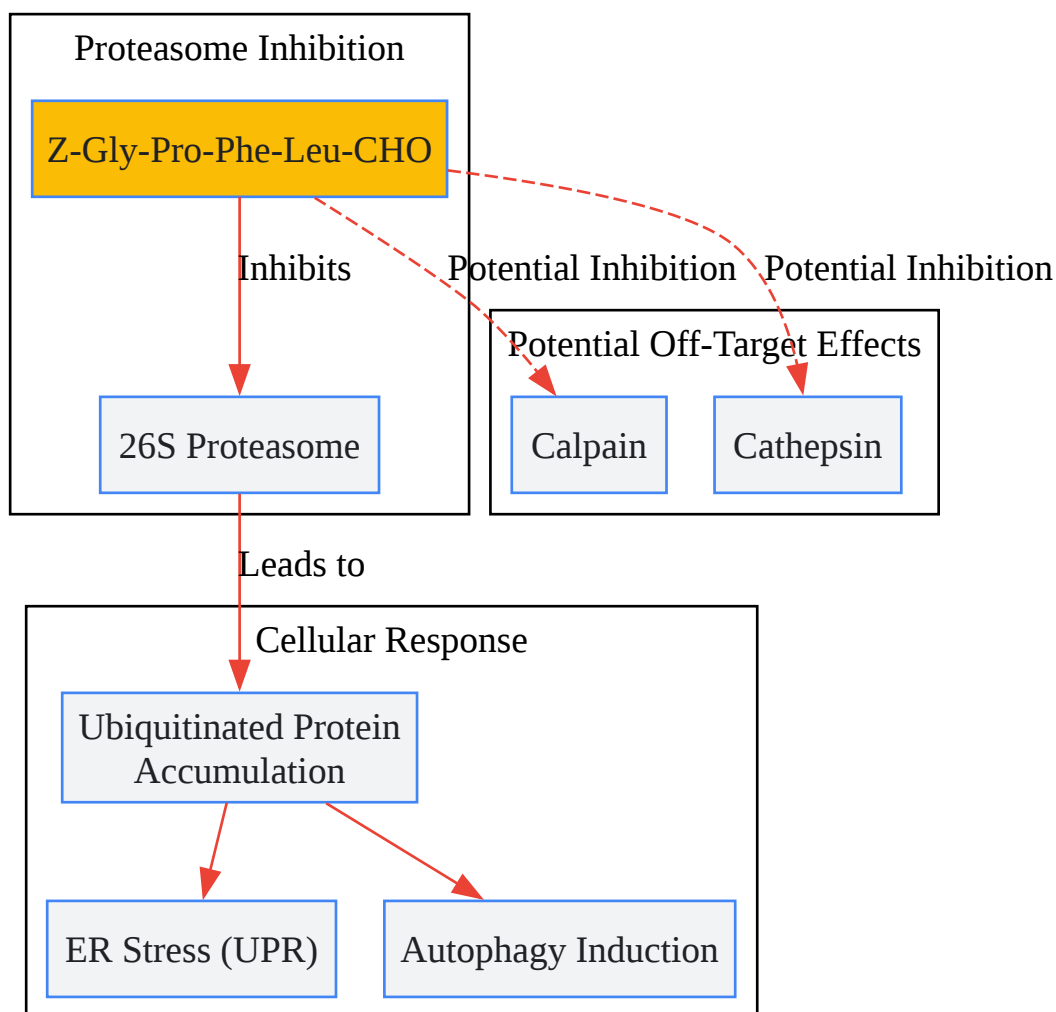 Proteasome Inhibition
Z-Gly-Pro-Phe-Leu-CHO
Inhibits
Potential Inhibition
Potential Inhibition
Potential Off-Target Effects
26S Proteasome
Calpain
Cathepsin
Leads to
Cellular Response
Ubiquitinated Protein
Accumulation
ER Stress (UPR)
Autophagy Induction